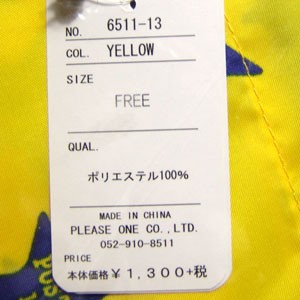 NO. 6511-13
COL. YELLOW
SIZE
FREE
QUAL.
ポリエステル100%
MADE IN CHINA
PLEASE ONE CO.,LTD.
052-910-8511
PRICE
本体価格¥1,300+税